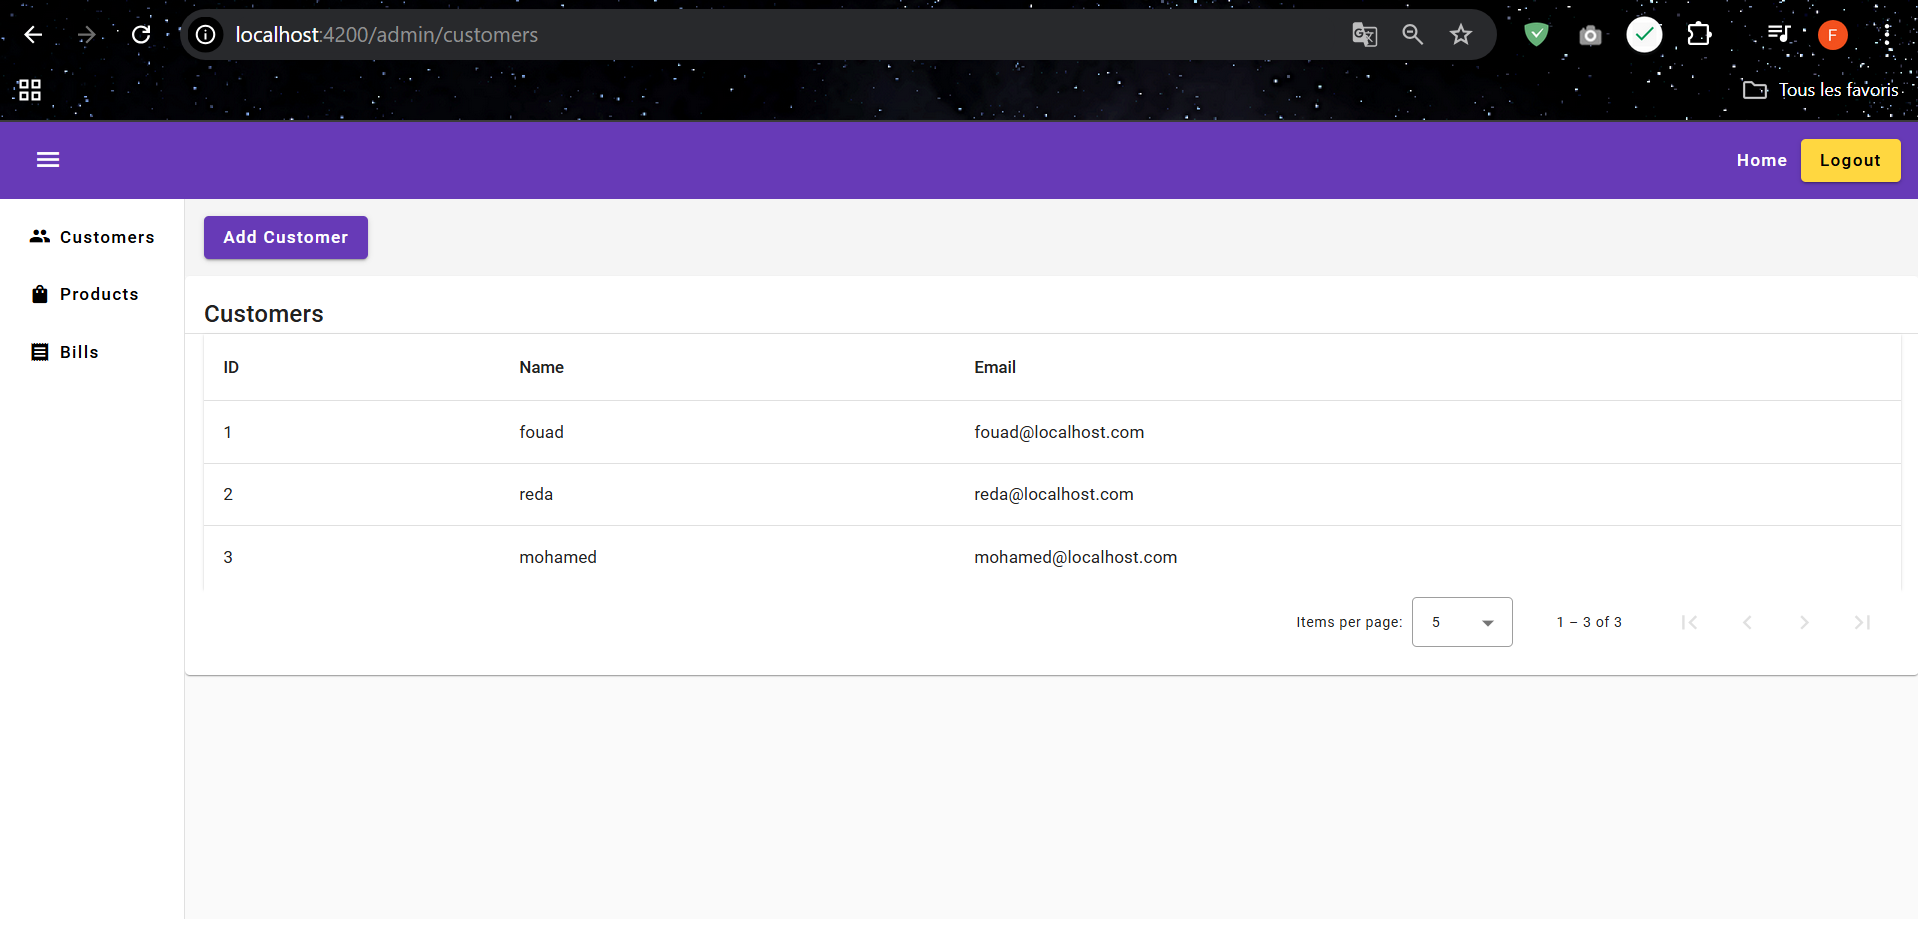 localhost:4200/admin/customers
F
Tous les favoris
Home
Logout
Customers
Products
Bills
Add Customer
Customers
ID Name Email
1 fouad fouad@localhost.com
2 reda reda@localhost.com
3 mohamed mohamed@localhost.com
Items per page: 5 1 – 3 of 3